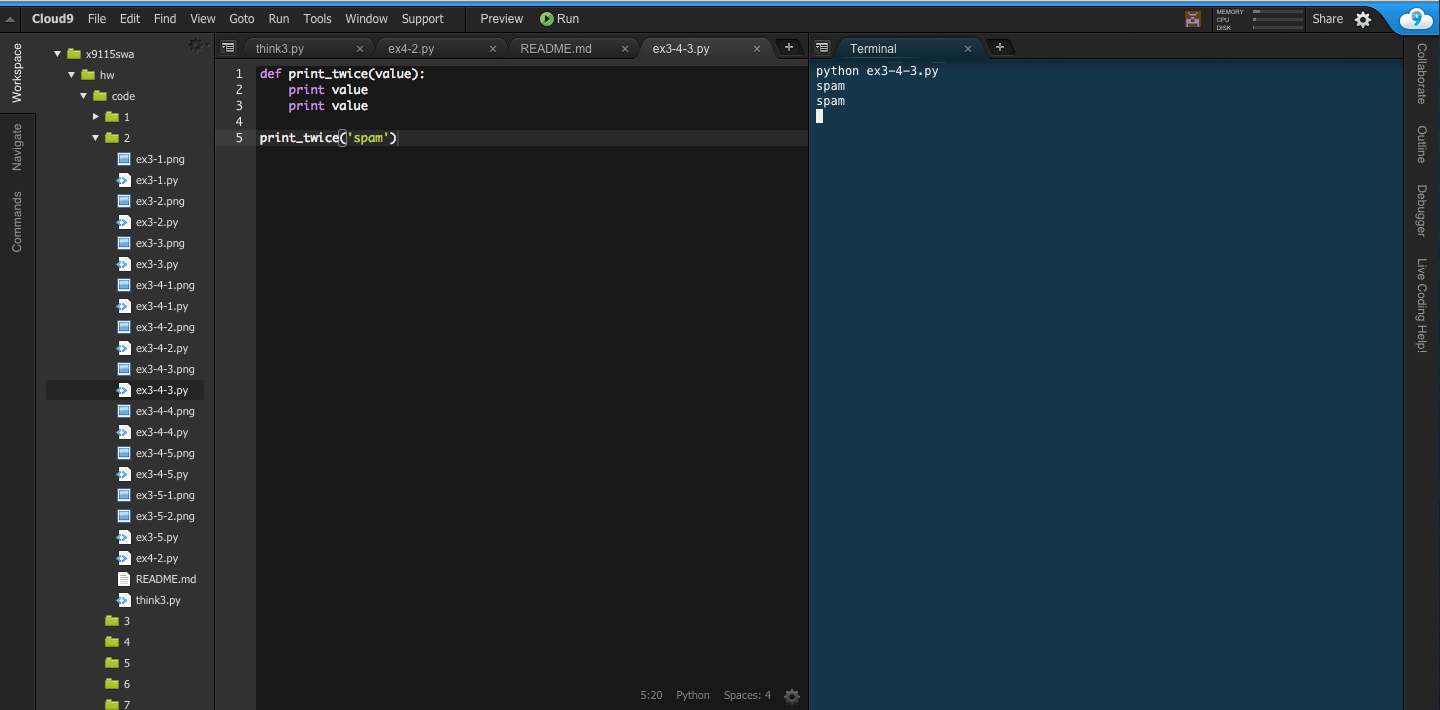 Cloud9 File Edit Find View Goto Run Tools Window Support Preview Run MEMORY CPU DISK Share 9
Workspace
Navigate
Commands
x9115swa
hw
code
1
2
ex3-1.png
ex3-1.py
ex3-2.png
ex3-2.py
ex3-3.png
ex3-3.py
ex3-4-1.png
ex3-4-1.py
ex3-4-2.png
ex3-4-2.py
ex3-4-3.png
ex3-4-3.py
ex3-4-4.png
ex3-4-4.py
ex3-4-5.png
ex3-4-5.py
ex3-5-1.png
ex3-5-2.png
ex3-5.py
ex4-2.py
README.md
think3.py
3
4
5
6
7
think3.py ex4-2.py README.md ex3-4-3.py
1 def print_twice(value):
2     print value
3     print value
4
5 print_twice('spam')
5:20 Python Spaces: 4
Terminal
python ex3-4-3.py
spam
spam
Collaborate
Outline
Debugger
Live Coding Help!